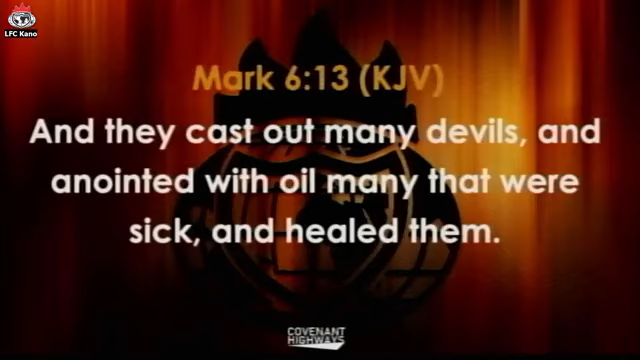 LFC Kano
Mark 6:13 (KJV)
And they cast out many devils, and
anointed with oil many that were
sick, and healed them.
COVENANT
HIGHWAYS